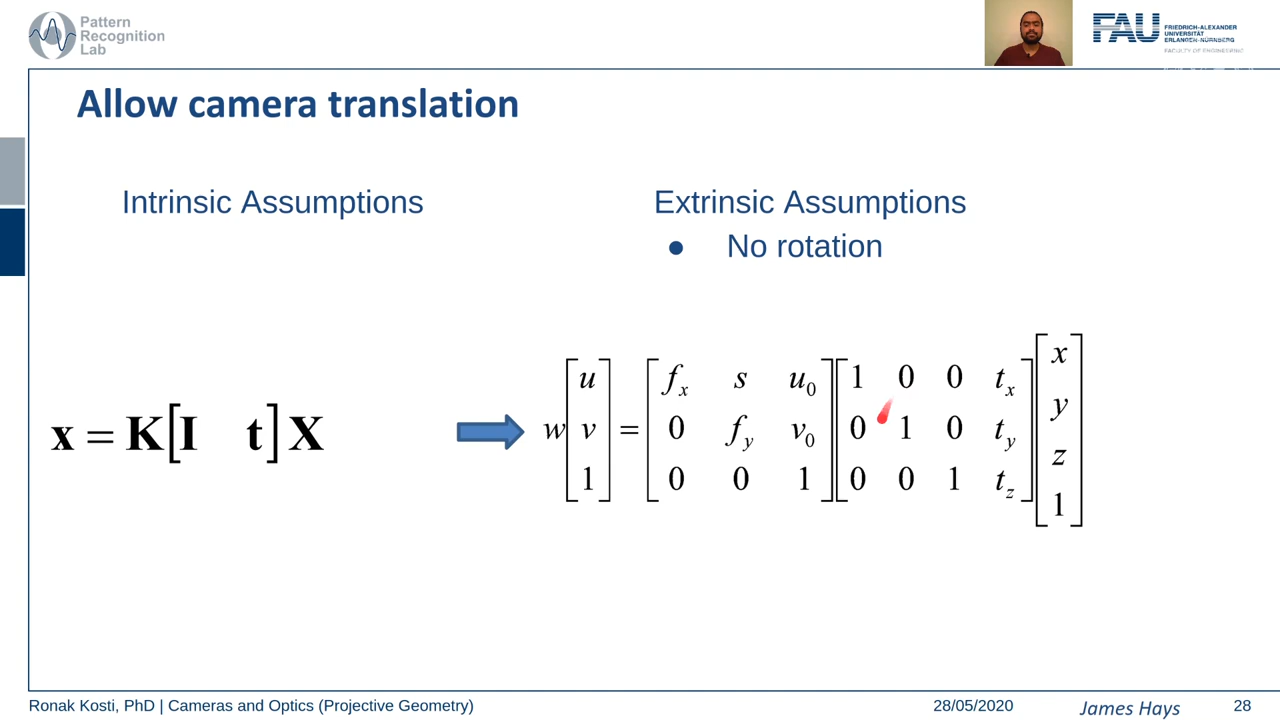 Pattern
Recognition
Lab
FAU
FRIEDRICH-ALEXANDER
UNIVERSITÄT
ERLANGEN-NÜRNBERG
FACULTY OF ENGINEERING
Allow camera translation
Intrinsic Assumptions
Extrinsic Assumptions
● No rotation
x = K[I t]X
w[u v 1] = [f_x s u_0; 0 f_y v_0; 0 0 1][1 0 0 t_x; 0 1 0 t_y; 0 0 1 t_z][x y z 1]
Ronak Kosti, PhD | Cameras and Optics (Projective Geometry)
28/05/2020
James Hays
28